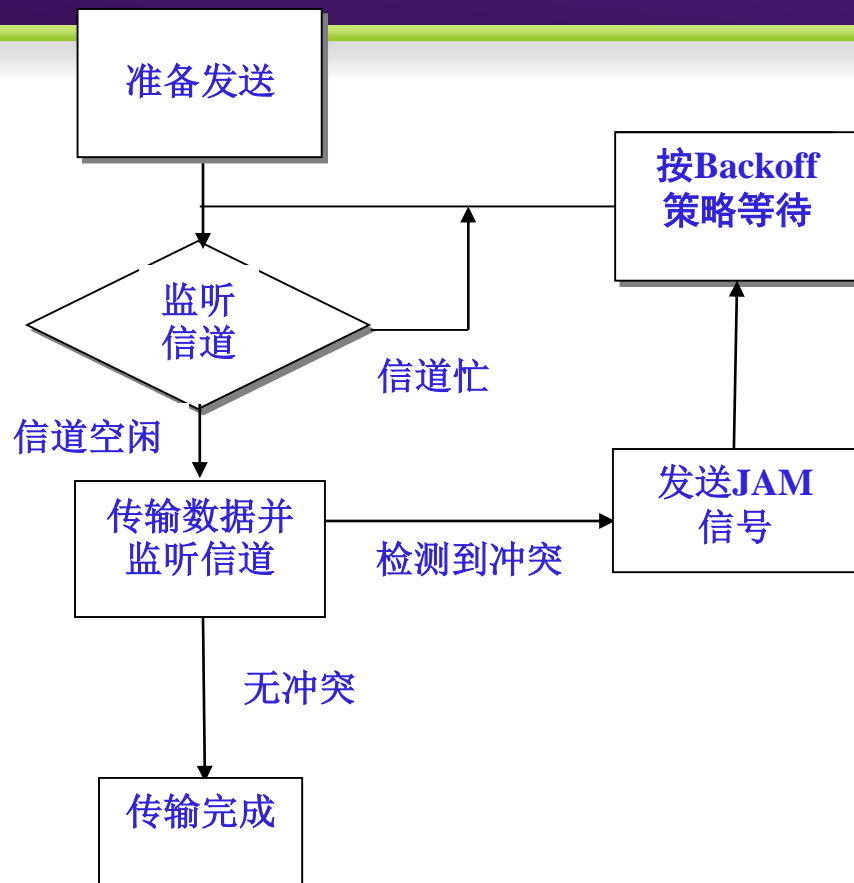 准备发送
按Backoff
策略等待
监听
信道
信道忙
信道空闲
传输数据并
监听信道
检测到冲突
发送JAM
信号
无冲突
传输完成